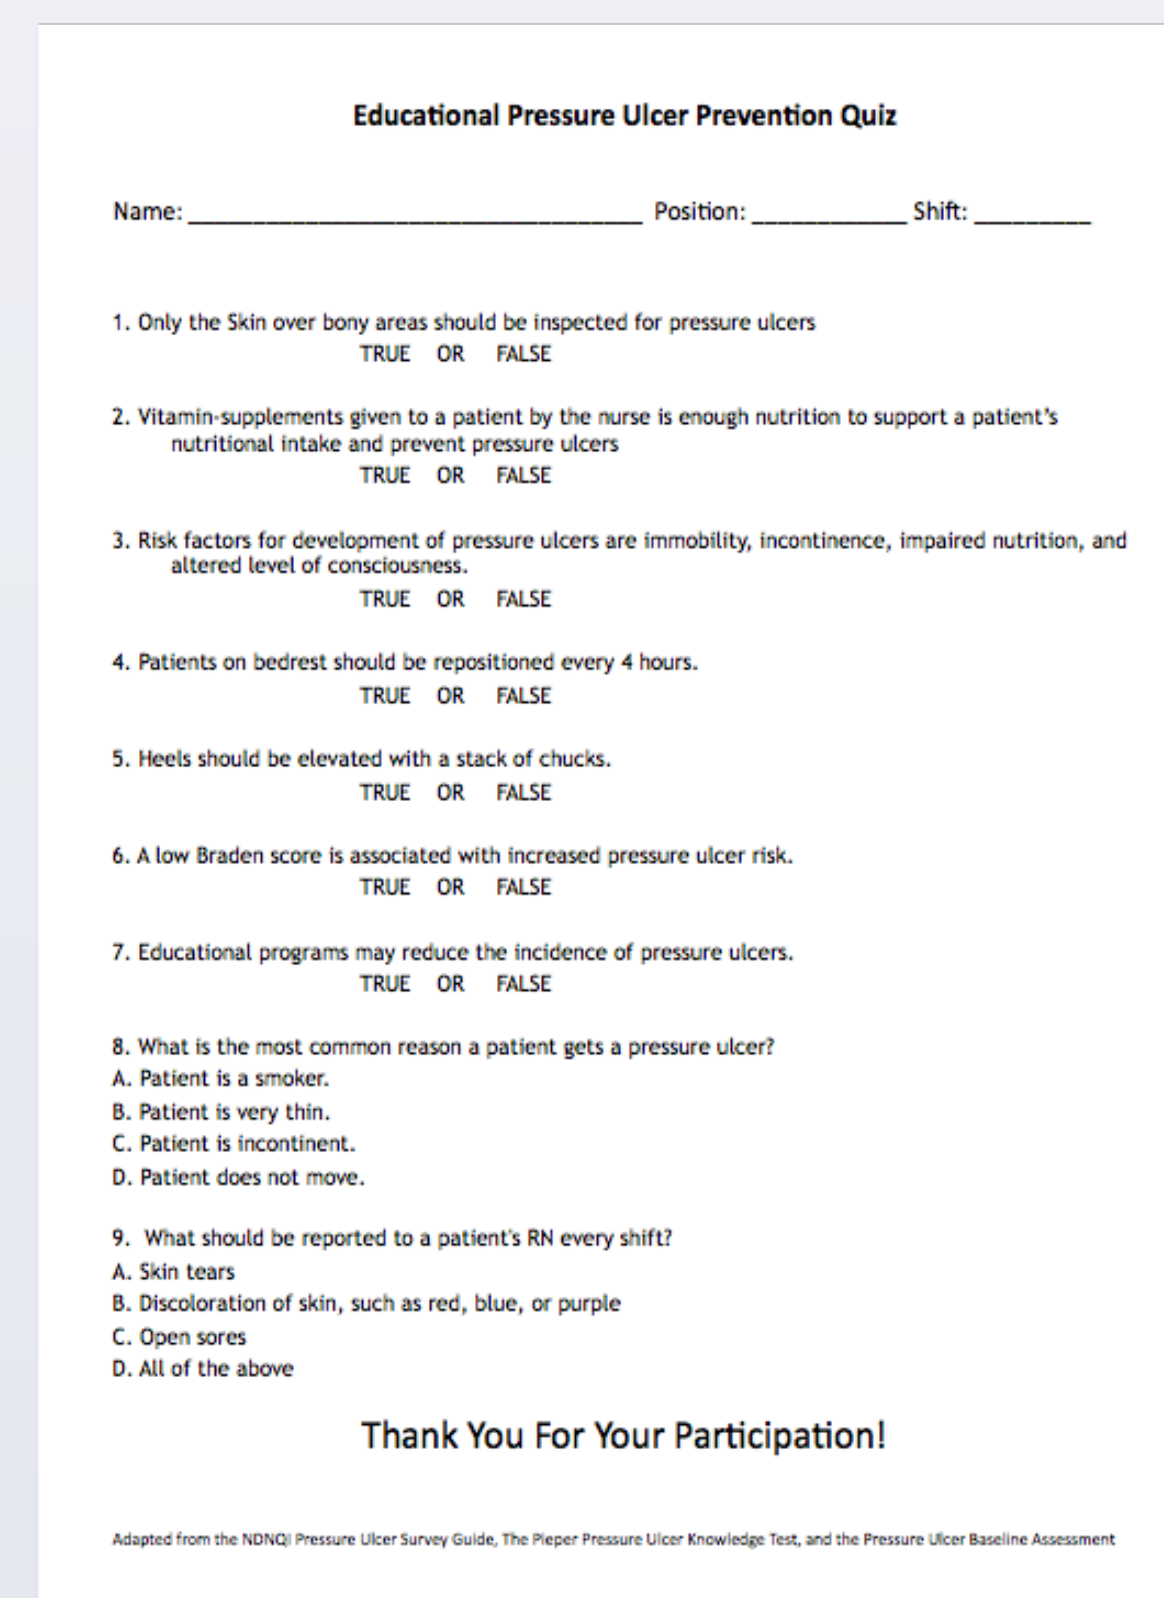 Educational Pressure Ulcer Prevention Quiz
Name: ___________________________________ Position: ____________ Shift: _________
1. Only the Skin over bony areas should be inspected for pressure ulcers
TRUE OR FALSE
2. Vitamin-supplements given to a patient by the nurse is enough nutrition to support a patient's
nutritional intake and prevent pressure ulcers
TRUE OR FALSE
3. Risk factors for development of pressure ulcers are immobility, incontinence, impaired nutrition, and
altered level of consciousness.
TRUE OR FALSE
4. Patients on bedrest should be repositioned every 4 hours.
TRUE OR FALSE
5. Heels should be elevated with a stack of chucks.
TRUE OR FALSE
6. A low Braden score is associated with increased pressure ulcer risk.
TRUE OR FALSE
7. Educational programs may reduce the incidence of pressure ulcers.
TRUE OR FALSE
8. What is the most common reason a patient gets a pressure ulcer?
A. Patient is a smoker.
B. Patient is very thin.
C. Patient is incontinent.
D. Patient does not move.
9. What should be reported to a patient's RN every shift?
A. Skin tears
B. Discoloration of skin, such as red, blue, or purple
C. Open sores
D. All of the above
Thank You For Your Participation!
Adapted from the NDNQI Pressure Ulcer Survey Guide, The Pieper Pressure Ulcer Knowledge Test, and the Pressure Ulcer Baseline Assessment